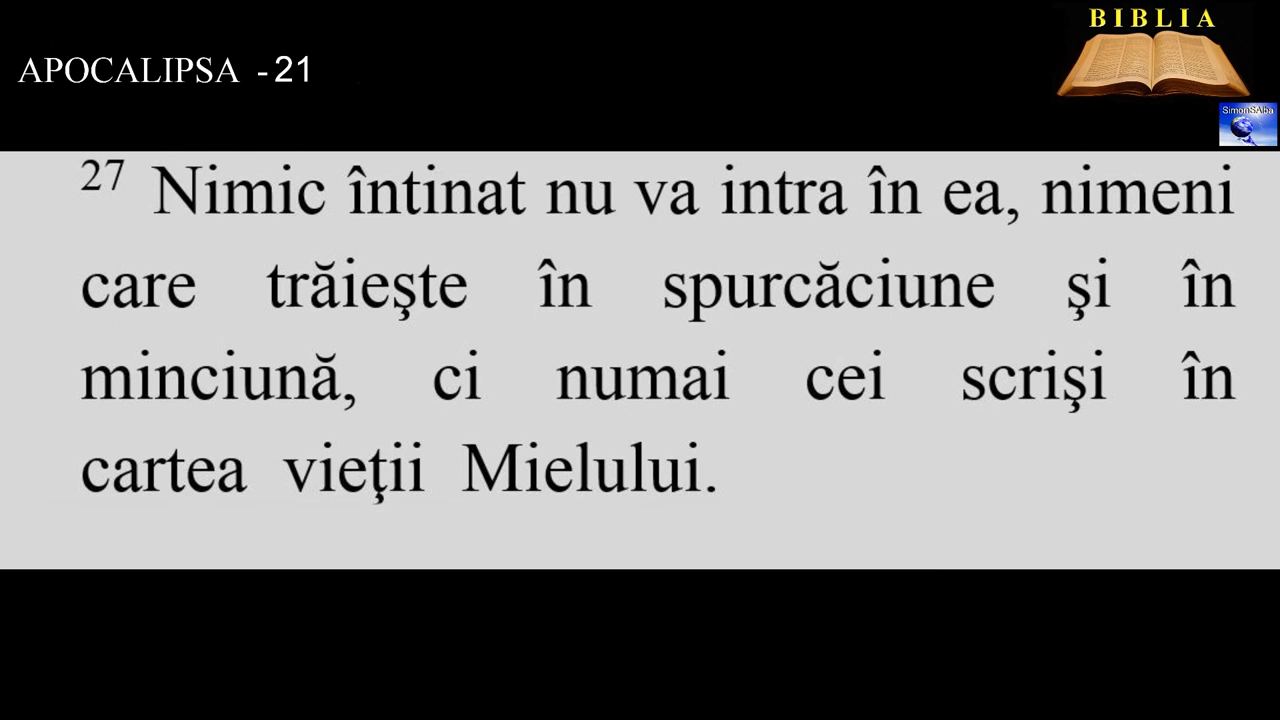 BIBLIA
APOCALIPSA - 21
SimonSAlba
27 Nimic întinat nu va intra în ea, nimeni
care trăieşte în spurcăciune şi în
minciună, ci numai cei scrişi în
cartea vieţii Mielului.